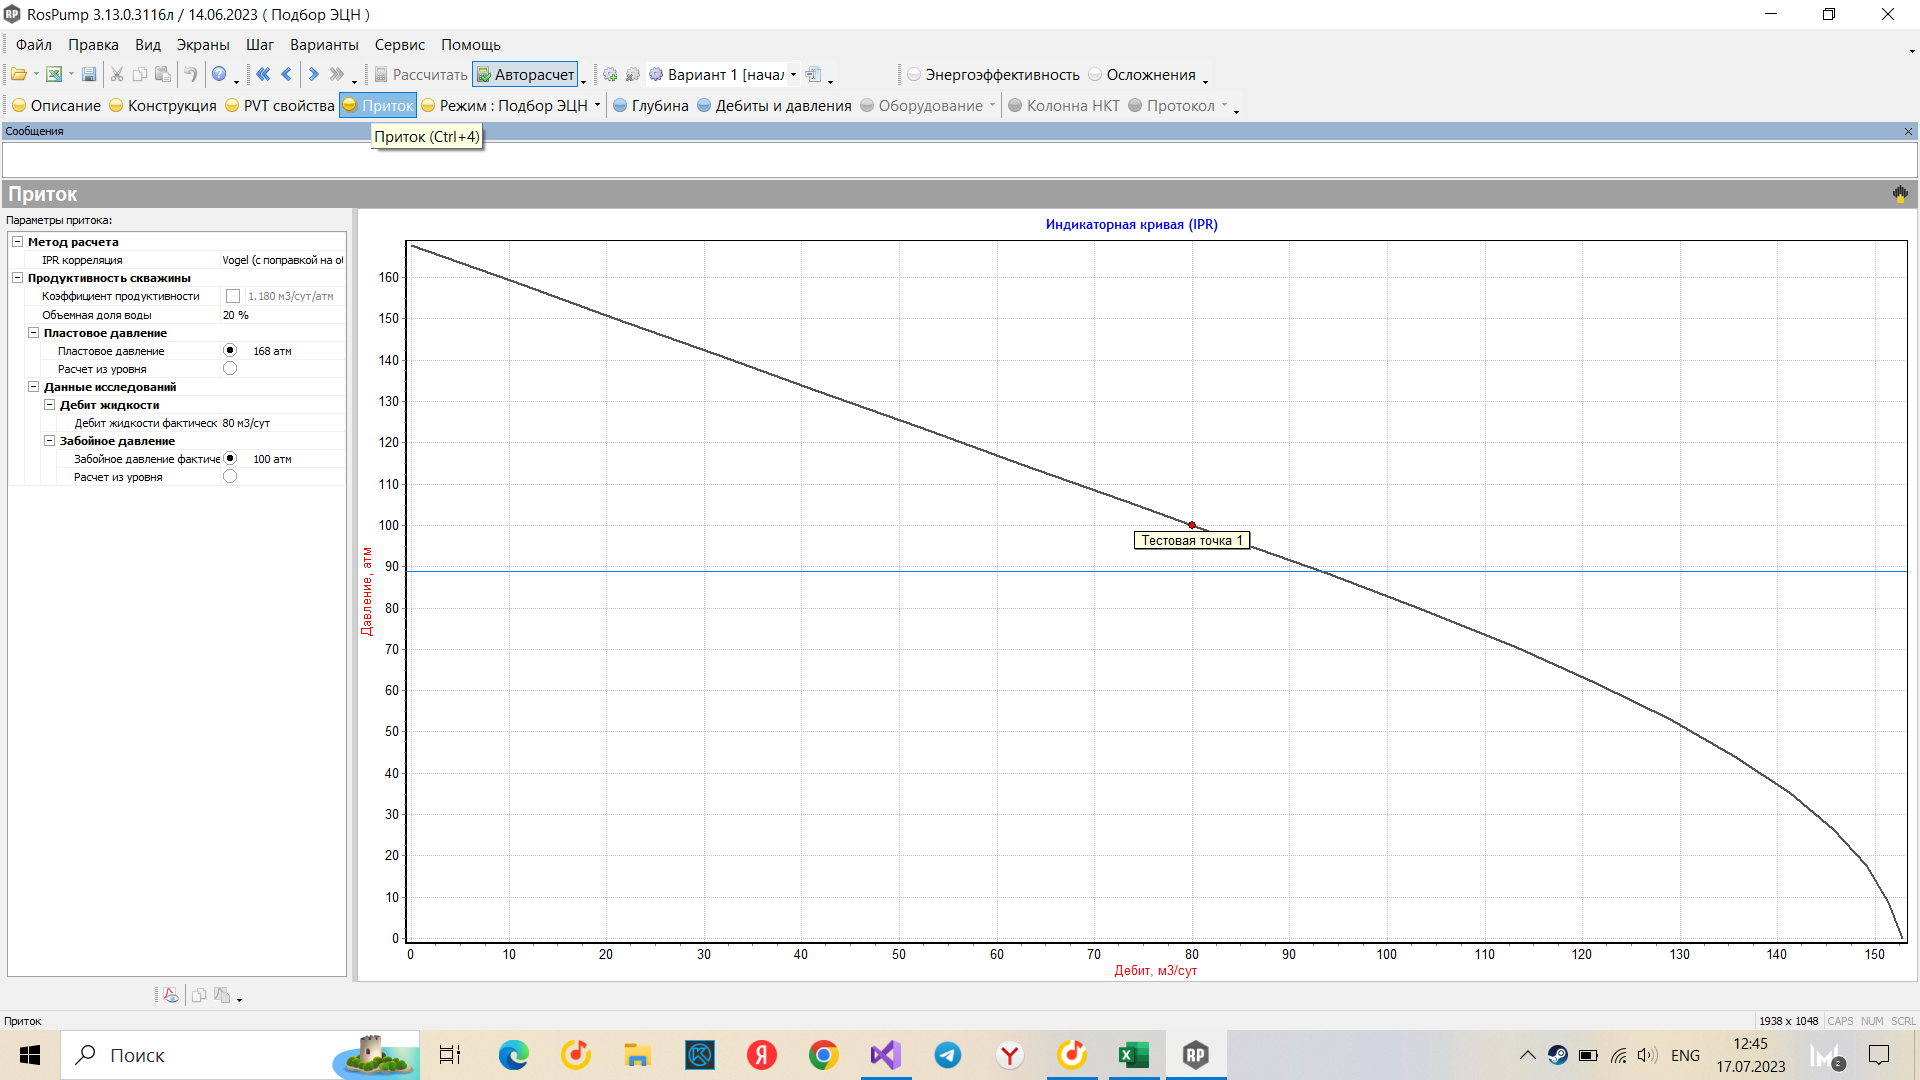 RosPump 3.13.0.3116л / 14.06.2023 ( Подбор ЭЦН )
Файл Правка Вид Экраны Шаг Варианты Сервис Помощь
Рассчитать Авторасчет Вариант 1 [начал Энергоэффективность Осложнения
Описание Конструкция PVT свойства Приток Режим : Подбор ЭЦН Глубина Дебиты и давления Оборудование Колонна НКТ Протокол
Сообщения
Приток (Ctrl+4)
Приток
Параметры притока:
Метод расчета
IPR корреляция Vogel (с поправкой на о
Продуктивность скважины
Коэффициент продуктивности 1.180 м3/сут/атм
Объемная доля воды 20 %
Пластовое давление
Пластовое давление 168 атм
Расчет из уровня
Данные исследований
Дебит жидкости
Дебит жидкости фактическ 80 м3/сут
Забойное давление
Забойное давление фактиче 100 атм
Расчет из уровня
Индикаторная кривая (IPR)
160
150
140
130
120
110
100
90
80
70
60
50
40
30
20
10
0
Давление, атм
Тестовая точка 1
0 10 20 30 40 50 60 70 80 90 100 110 120 130 140 150
Дебит, м3/сут
Приток
1938 x 1048 CAPS NUM SCRL
Поиск
ENG
12:45
17.07.2023
2